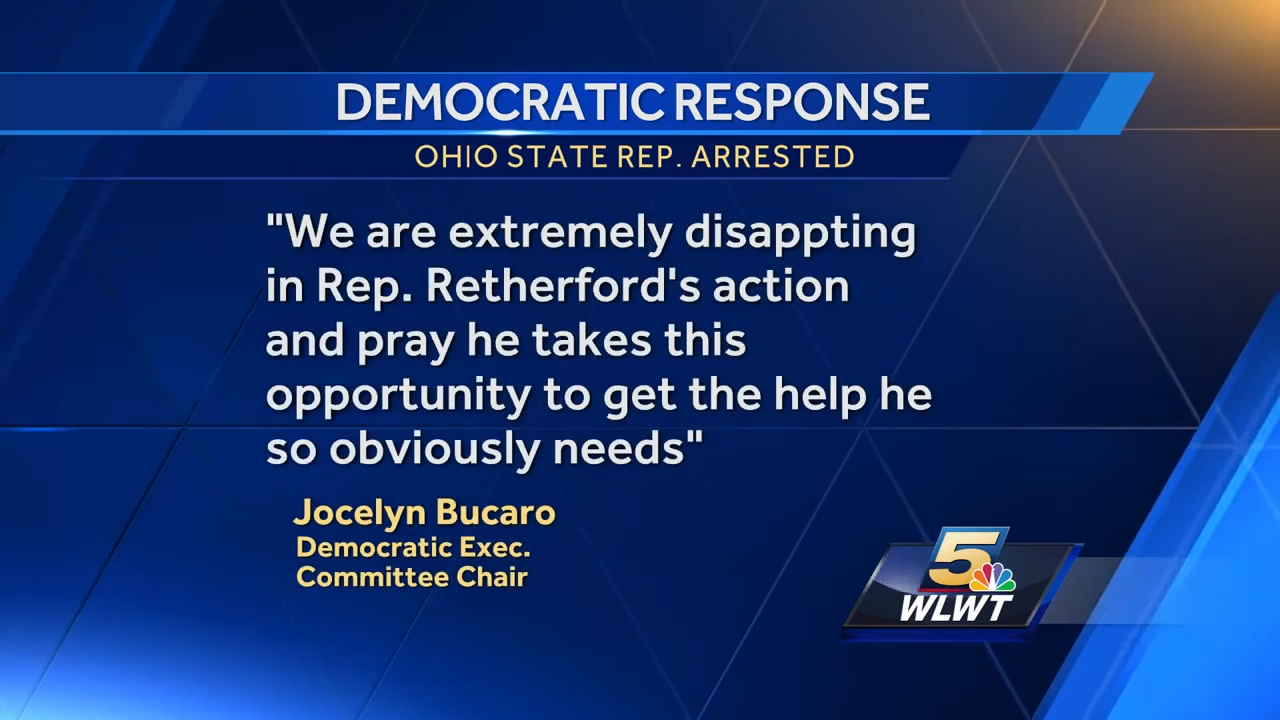 DEMOCRATIC RESPONSE
OHIO STATE REP. ARRESTED
"We are extremely disappting
in Rep. Retherford's action
and pray he takes this
opportunity to get the help he
so obviously needs"
Jocelyn Bucaro
Democratic Exec.
Committee Chair
5
WLWT